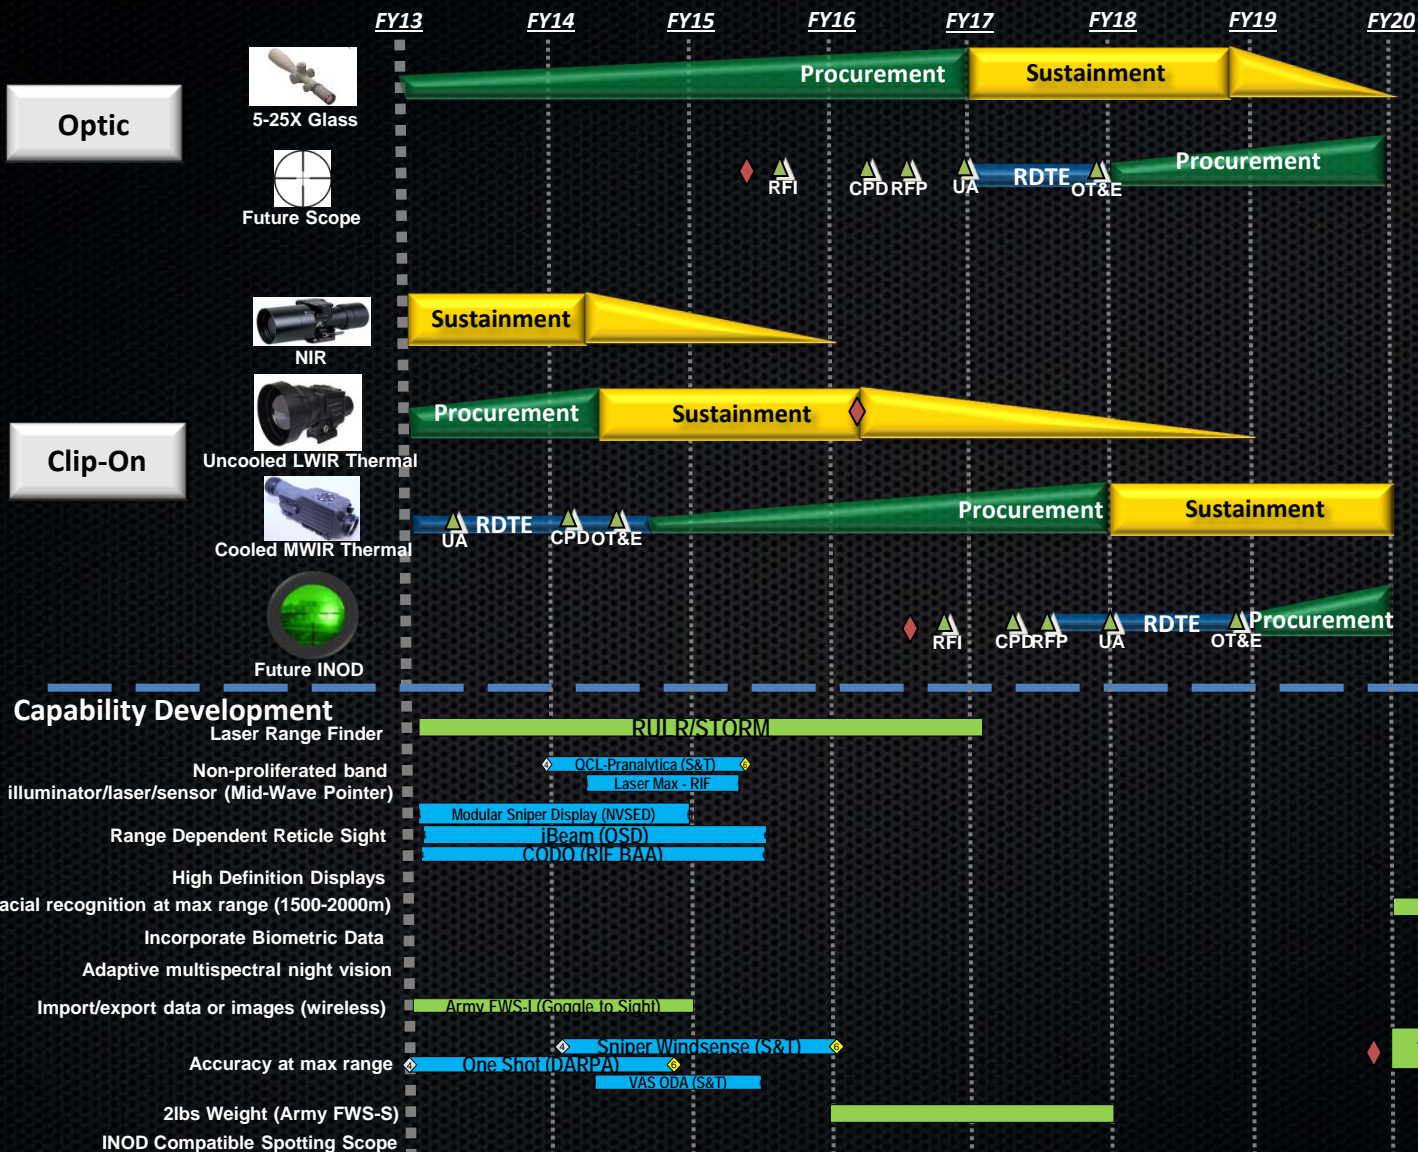 FY13 FY14 FY15 FY16 FY17 FY18 FY19 FY20
Optic
5-25X Glass
Procurement
Sustainment
Future Scope
RFI
CPD
RFP
UA
RDTE
OT&E
Procurement
Clip-On
NIR
Sustainment
Uncooled LWIR Thermal
Procurement
Sustainment
Cooled MWIR Thermal
UA
RDTE
CPD
OT&E
Procurement
Sustainment
Future INOD
RFI
CPD
RFP
UA
RDTE
OT&E
Procurement
Capability Development
Laser Range Finder
RULR/STORM
Non-proliferated band
illuminator/laser/sensor (Mid-Wave Pointer)
4 QCL-Pranalytica (S&T) 6
Laser Max - RIF
Modular Sniper Display (NVSED)
Range Dependent Reticle Sight
iBeam (OSD)
CODO (RIF BAA)
High Definition Displays
acial recognition at max range (1500-2000m)
Incorporate Biometric Data
Adaptive multispectral night vision
Import/export data or images (wireless)
Army FWS-I (Goggle to Sight)
Accuracy at max range
4 Sniper Windsense (S&T) 6
4 One Shot (DARPA) 6
VAS ODA (S&T)
2lbs Weight (Army FWS-S)
INOD Compatible Spotting Scope